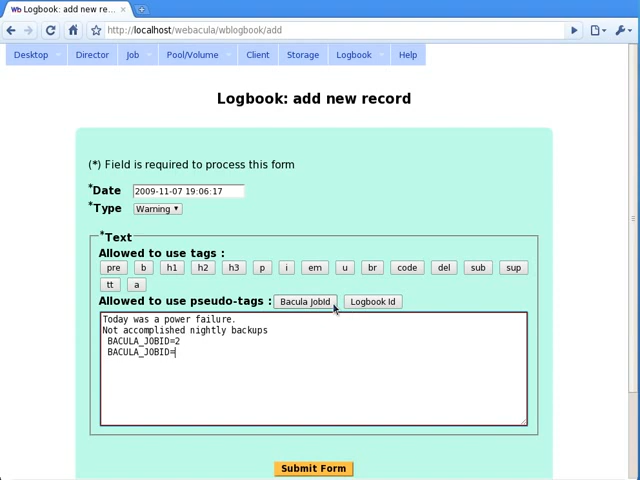 Wb Logbook: add new re...
http://localhost/webacula/wblogbook/add
Desktop Director Job Pool/Volume Client Storage Logbook Help
Logbook: add new record
(*) Field is required to process this form
*Date 2009-11-07 19:06:17
*Type Warning
*Text
Allowed to use tags :
pre b h1 h2 h3 p i em u br code del sub sup
tt a
Allowed to use pseudo-tags : Bacula JobId Logbook Id
Today was a power failure.
Not accomplished nightly backups
BACULA_JOBID=2
BACULA_JOBID=
Submit Form